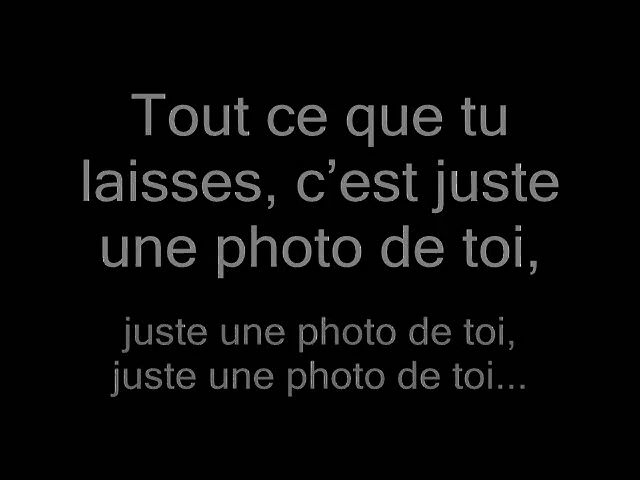 Tout ce que tu
laisses, c’est juste
une photo de toi,
juste une photo de toi,
juste une photo de toi...